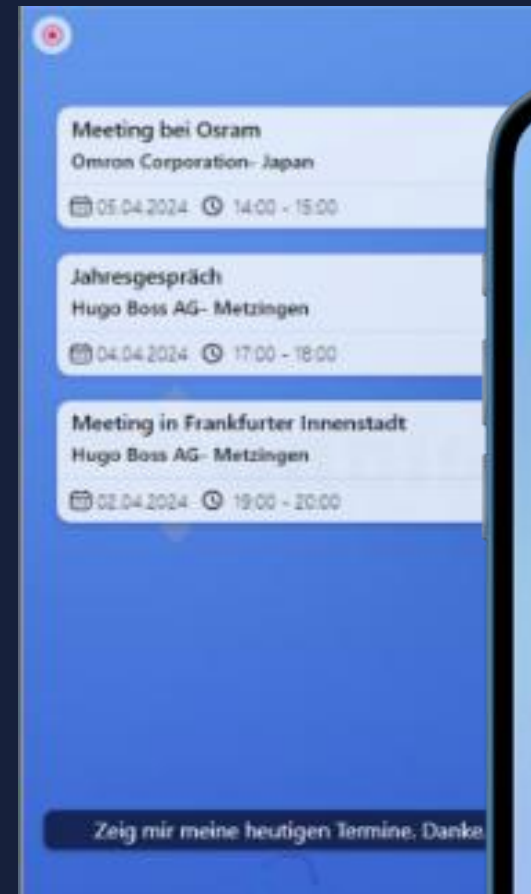 Meeting bei Osram
Omron Corporation- Japan
05.04.2024 14:00 - 15:00
Jahresgespräch
Hugo Boss AG- Metzingen
04.04.2024 17:00 - 18:00
Meeting in Frankfurter Innenstadt
Hugo Boss AG- Metzingen
02.04.2024 19:00 - 20:00
Zeig mir meine heutigen Termine. Danke.